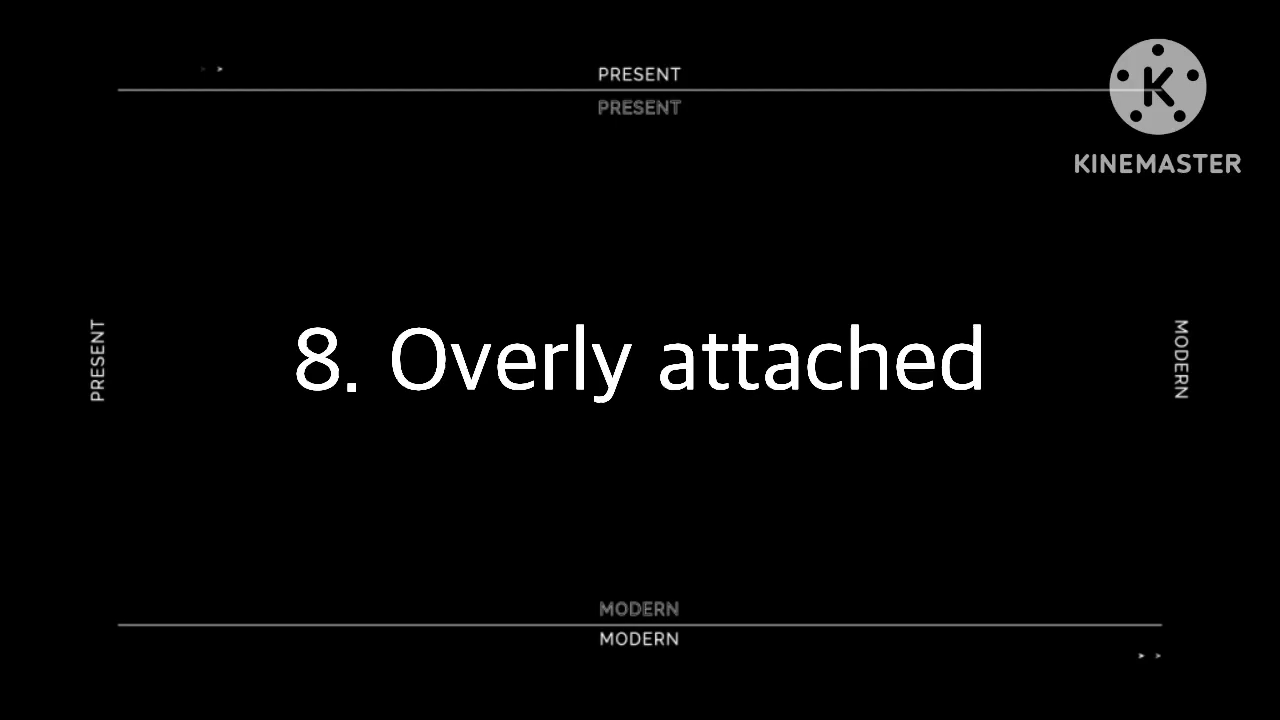 PRESENT
PRESENT
K
KINEMASTER
PRESENT
8. Overly attached
MODERN
MODERN
MODERN